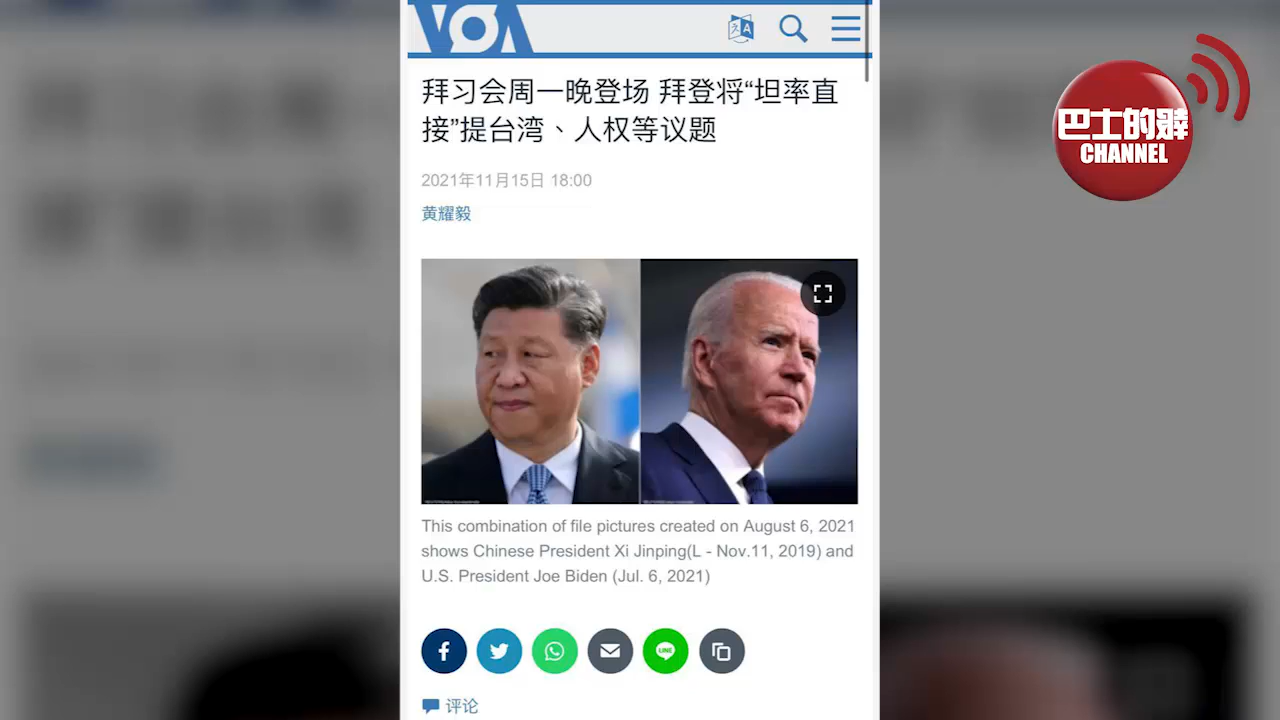 VOA
拜习会周一晚登场 拜登将“坦率直
接”提台湾、人权等议题
2021年11月15日 18:00
黄耀毅
This combination of file pictures created on August 6, 2021
shows Chinese President Xi Jinping(L - Nov.11, 2019) and
U.S. President Joe Biden (Jul. 6, 2021)
LINE
评论
巴士的報
CHANNEL